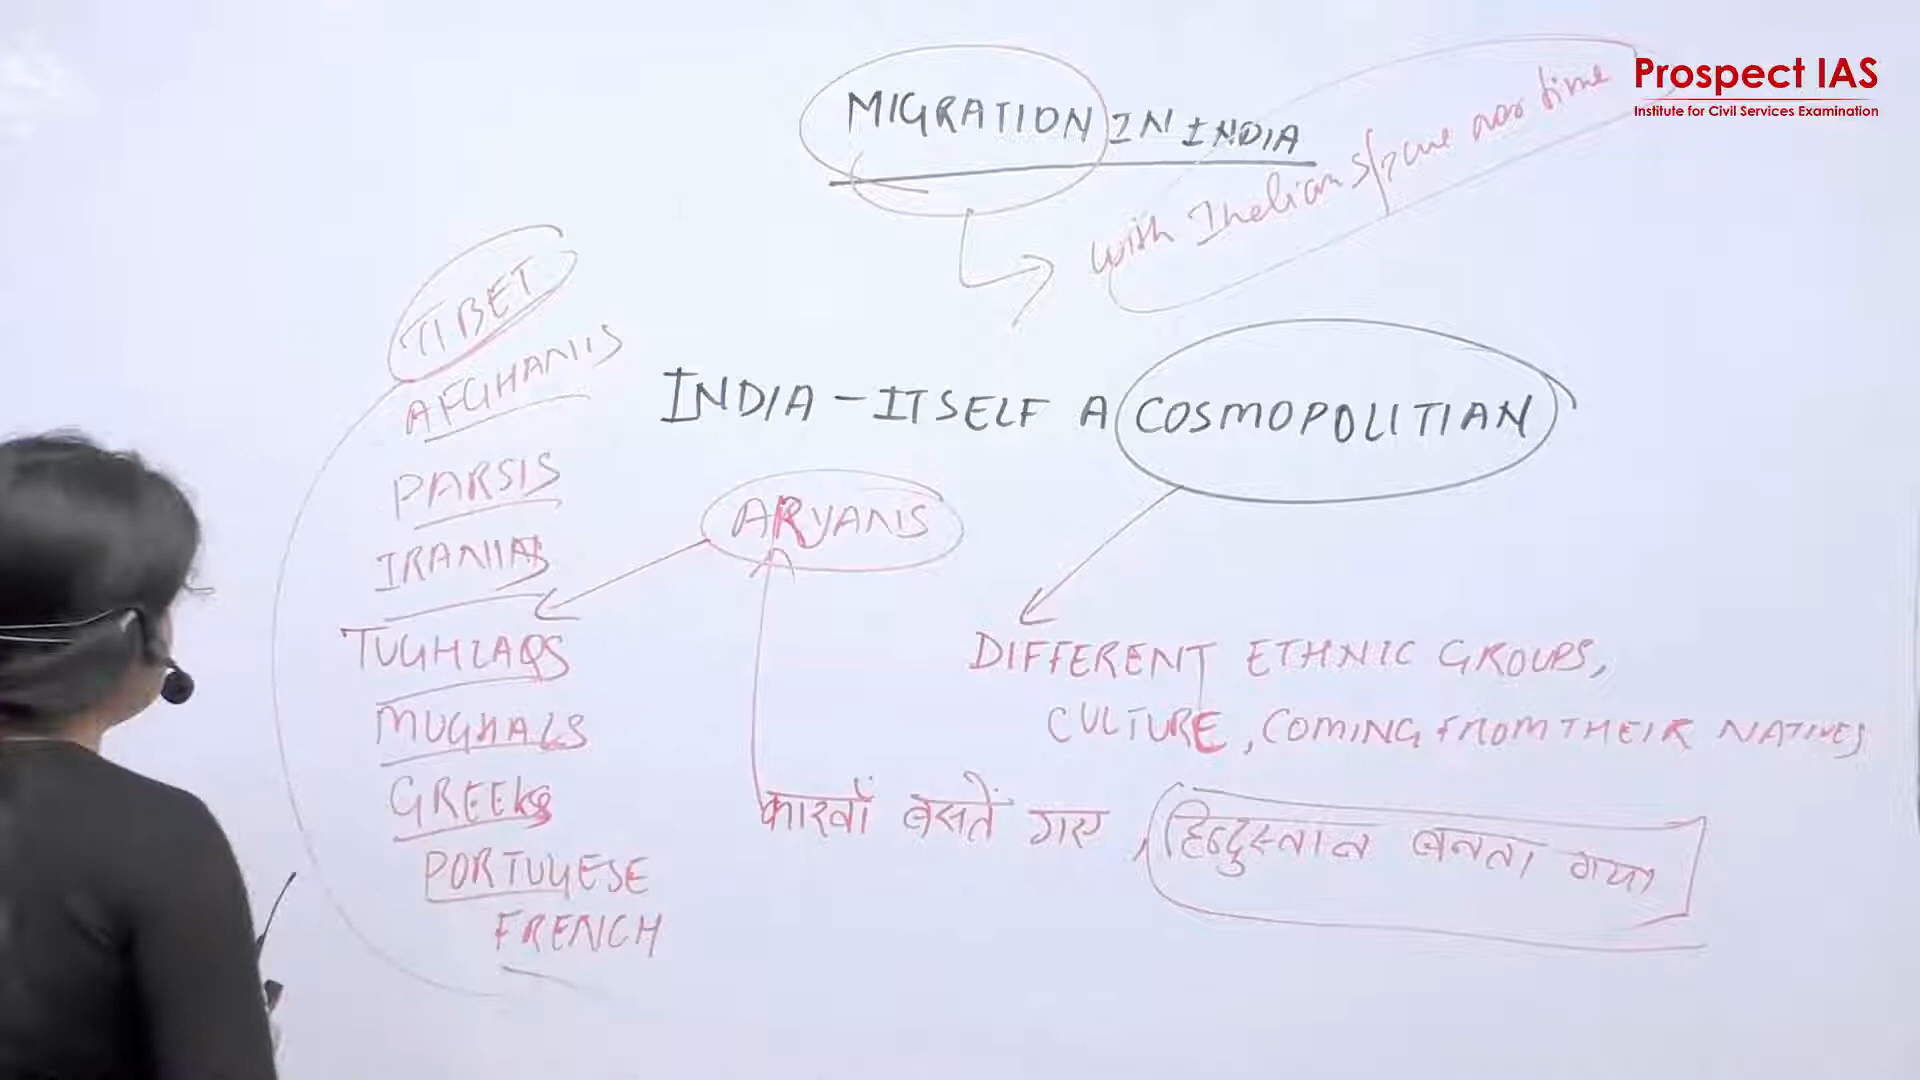 Prospect IAS
Institute for Civil Services Examination
MIGRATION IN INDIA
with Indian space over time
INDIA - ITSELF A COSMOPOLITIAN
TIBET
AFGHANIS
PARSIS
IRANIAS
TUGHLAQS
MUGHALS
GREEKS
PORTUGESE
FRENCH
ARYANS
DIFFERENT ETHNIC GROUPS,
CULTURE, COMING FROM THEIR NATIVES
कारवाँ बसतें गए, हिन्दुस्तान बनता गया